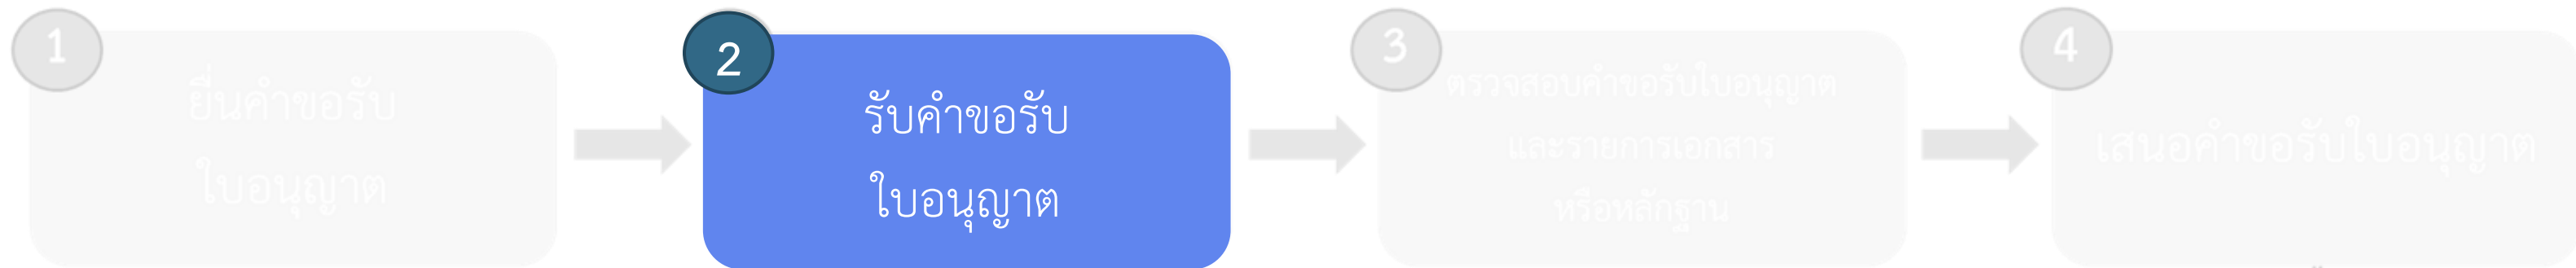 1
ยื่นคำขอรับ
ใบอนุญาต
2
รับคำขอรับ
ใบอนุญาต
3
ตรวจสอบคำขอรับใบอนุญาต
และรายการเอกสาร
หรือหลักฐาน
4
เสนอคำขอรับใบอนุญาต